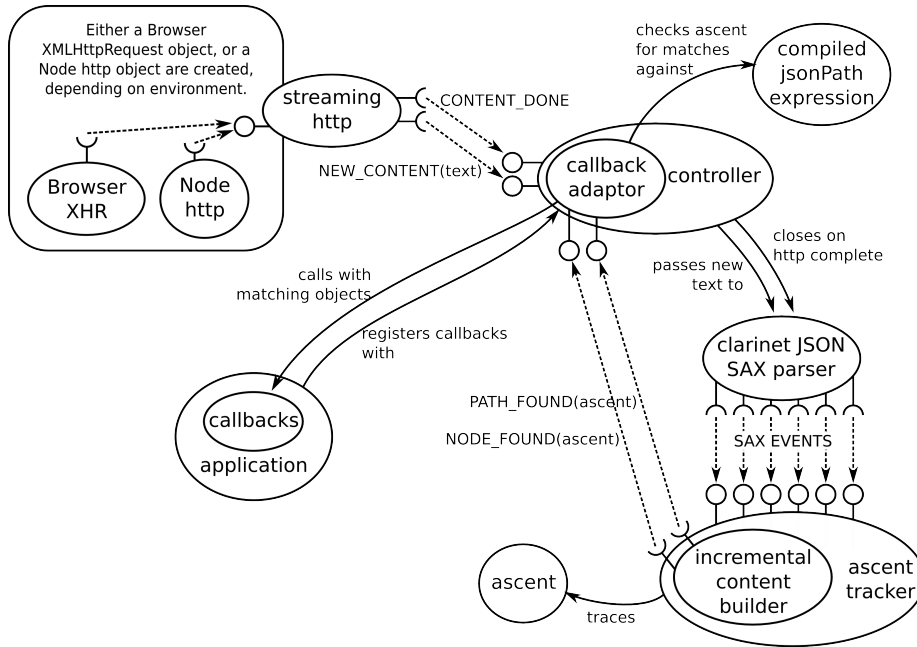 Either a Browser
XMLHttpRequest object, or a
Node http object are created,
depending on environment.
Browser
XHR
Node
http
streaming
http
CONTENT_DONE
NEW_CONTENT(text)
checks ascent
for matches
against
compiled
jsonPath
expression
callback
adaptor
controller
calls with
matching objects
registers callbacks
with
passes new
text to
closes on
http complete
clarinet JSON
SAX parser
callbacks
application
PATH_FOUND(ascent)
NODE_FOUND(ascent)
SAX EVENTS
incremental
content
builder
ascent
tracker
ascent
traces